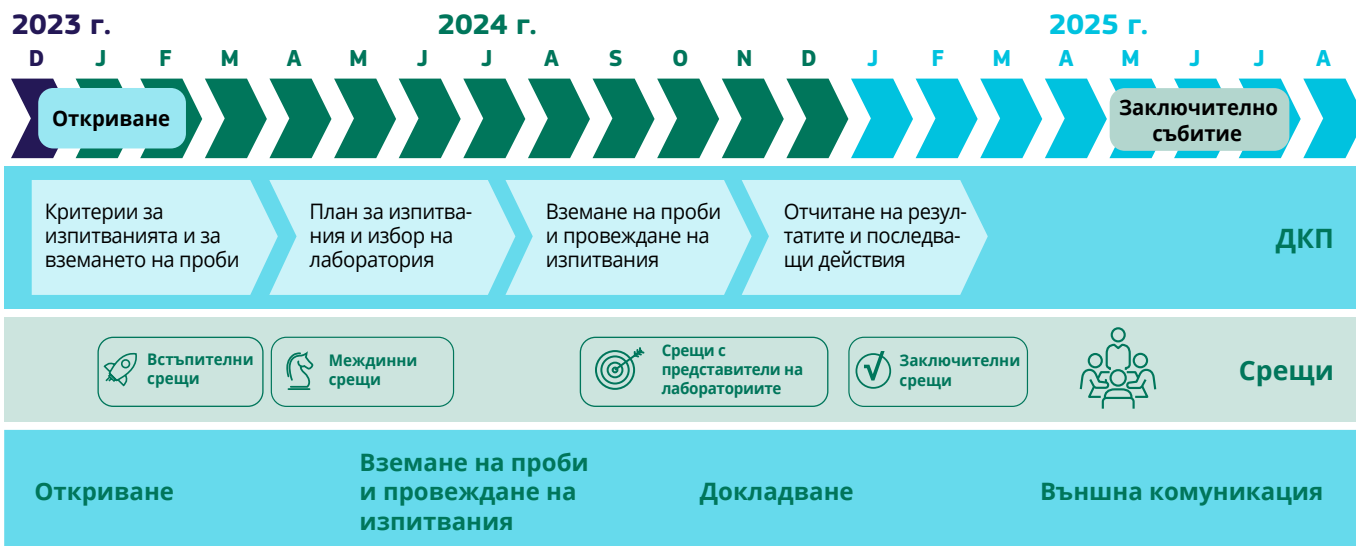 2023 г. 2024 г. 2025 г.
D J F M A M J J A S O N D J F M A M J J A
Откриване
Заключително
събитие
Критерии за
изпитванията и за
вземането на проби
План за изпитва-
ния и избор на
лаборатория
Вземане на проби
и провеждане на
изпитвания
Отчитане на резул-
татите и последва-
щи действия
ДКП
Встъпителни
срещи
Междинни
срещи
Срещи с
представители на
лабораториите
Заключителни
срещи
Срещи
Откриване
Вземане на проби
и провеждане на
изпитвания
Докладване
Външна комуникация